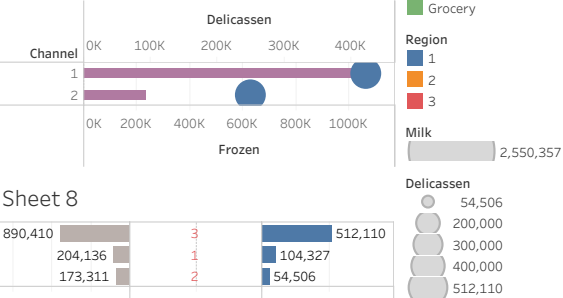 Delicassen
Channel
0K 100K 200K 300K 400K
1
2
0K 200K 400K 600K 800K 1000K
Frozen
Grocery
Region
1
2
3
Milk
2,550,357
Delicassen
54,506
200,000
300,000
400,000
512,110
Sheet 8
890,410 3 512,110
204,136 1 104,327
173,311 2 54,506